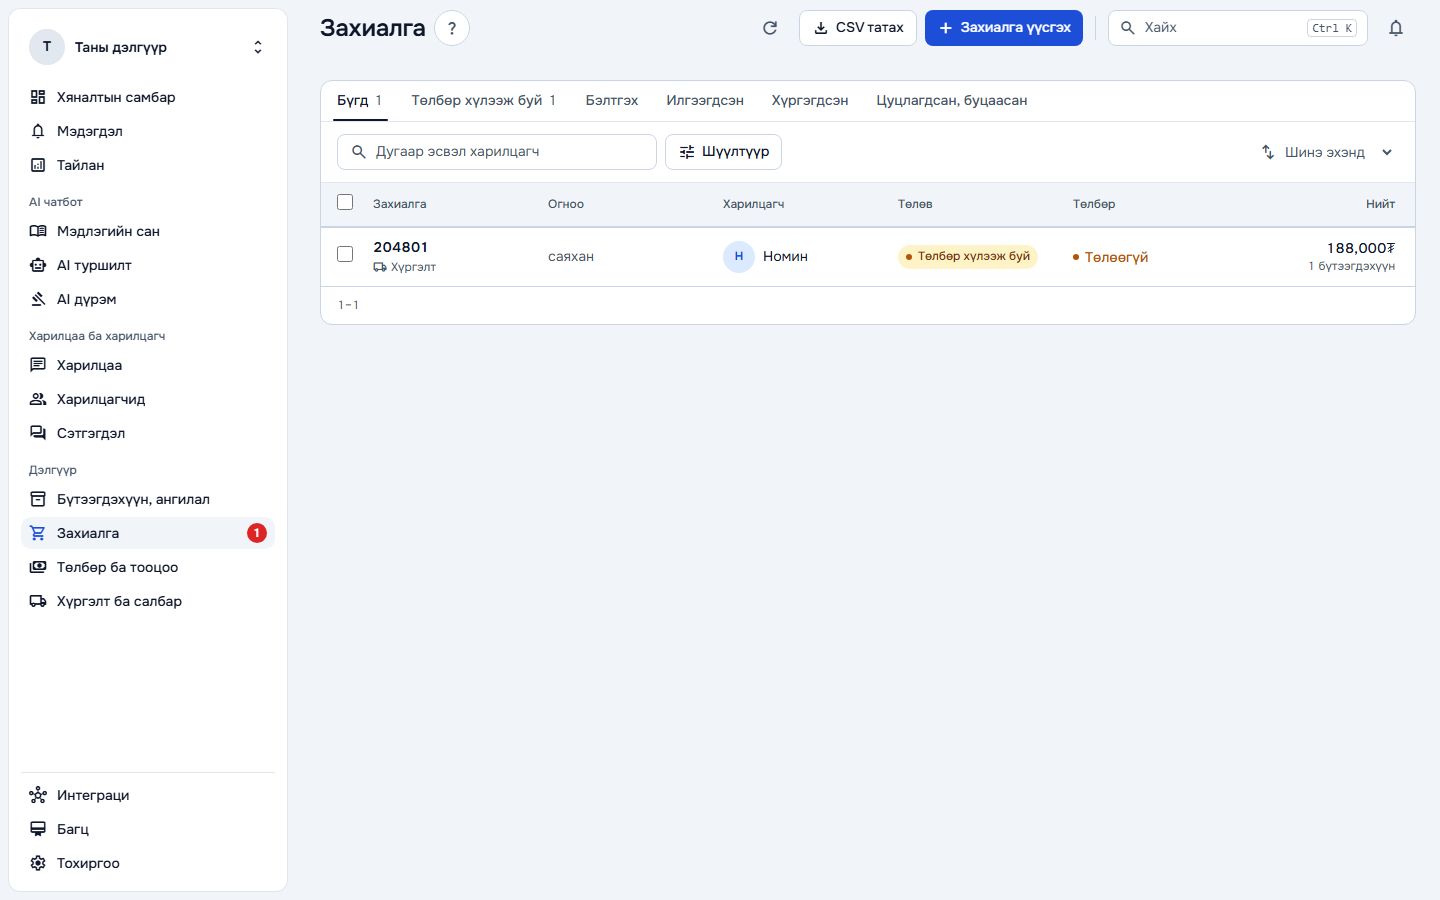 Т Таны дэлгүүр
Хяналтын самбар
Мэдэгдэл
Тайлан
AI чатбот
Мэдлэгийн сан
AI туршилт
AI дүрэм
Харилцаа ба харилцагч
Харилцаа
Харилцагчид
Сэтгэгдэл
Дэлгүүр
Бүтээгдэхүүн, ангилал
Захиалга 1
Төлбөр ба тооцоо
Хүргэлт ба салбар
Интеграци
Багц
Тохиргоо
Захиалга ? CSV татах + Захиалга үүсгэх Хайх Ctrl K
Бүгд 1 Төлбөр хүлээж буй 1 Бэлтгэх Илгээгдсэн Хүргэгдсэн Цуцлагдсан, буцаасан
Дугаар эсвэл харилцагч Шүүлтүүр Шинэ эхэнд
Захиалга Огноо Харилцагч Төлөв Төлбөр Нийт
204801 саяхан Н Номин Төлбөр хүлээж буй Төлөөгүй 188,000₮
Хүргэлт 1 бүтээгдэхүүн
1–1